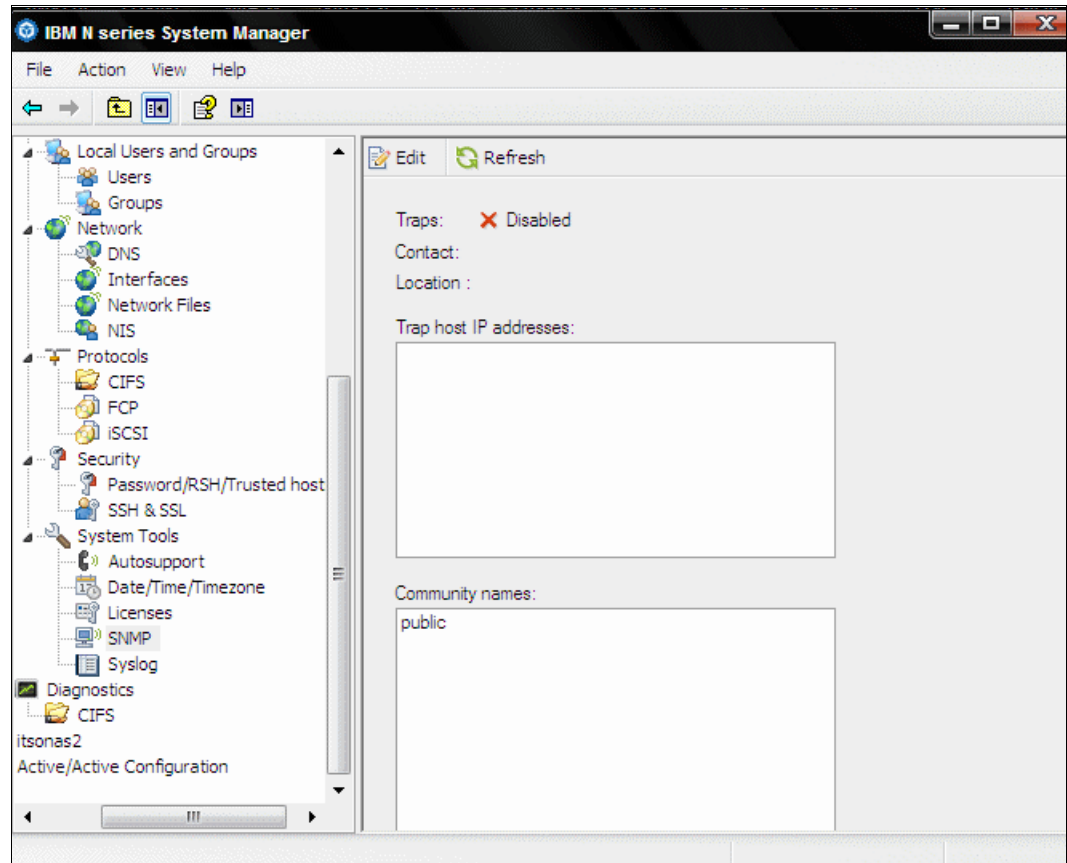 IBM N series System Manager
File Action View Help
Local Users and Groups
Users
Groups
Network
DNS
Interfaces
Network Files
NIS
Protocols
CIFS
FCP
iSCSI
Security
Password/RSH/Trusted host
SSH & SSL
System Tools
Autosupport
Date/Time/Timezone
Licenses
SNMP
Syslog
Diagnostics
CIFS
itsonas2
Active/Active Configuration
Edit Refresh
Traps: Disabled
Contact:
Location :
Trap host IP addresses:
Community names:
public